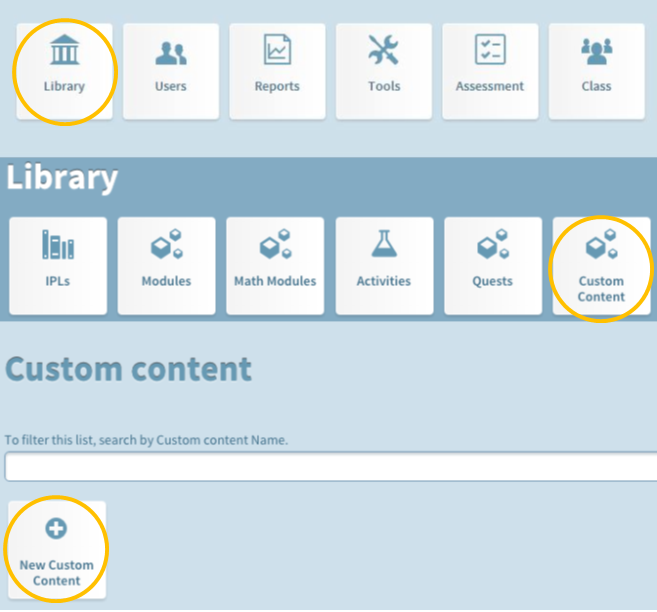 Library
Users
Reports
Tools
Assessment
Class
Library
IPLs
Modules
Math Modules
Activities
Quests
Custom
Content
Custom content
To filter this list, search by Custom content Name.
New Custom
Content